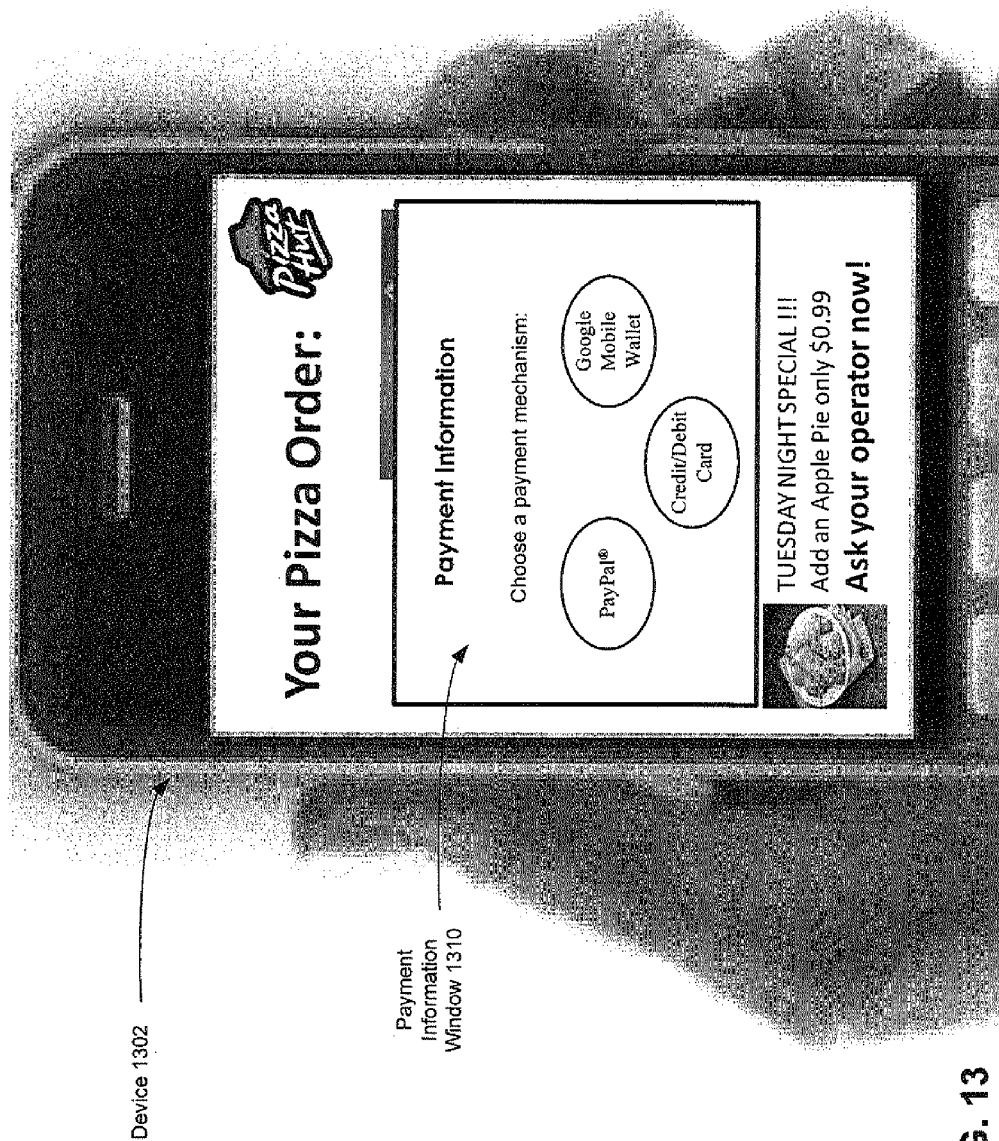 Device 1302
Payment
Information
Window 1310
Your Pizza Order:
Pizza
Hut
Payment Information
Choose a payment mechanism:
PayPal®
Credit/Debit
Card
Google
Mobile
Wallet
TUESDAY NIGHT SPECIAL !!!
Add an Apple Pie only $0.99
Ask your operator now!
G. 13